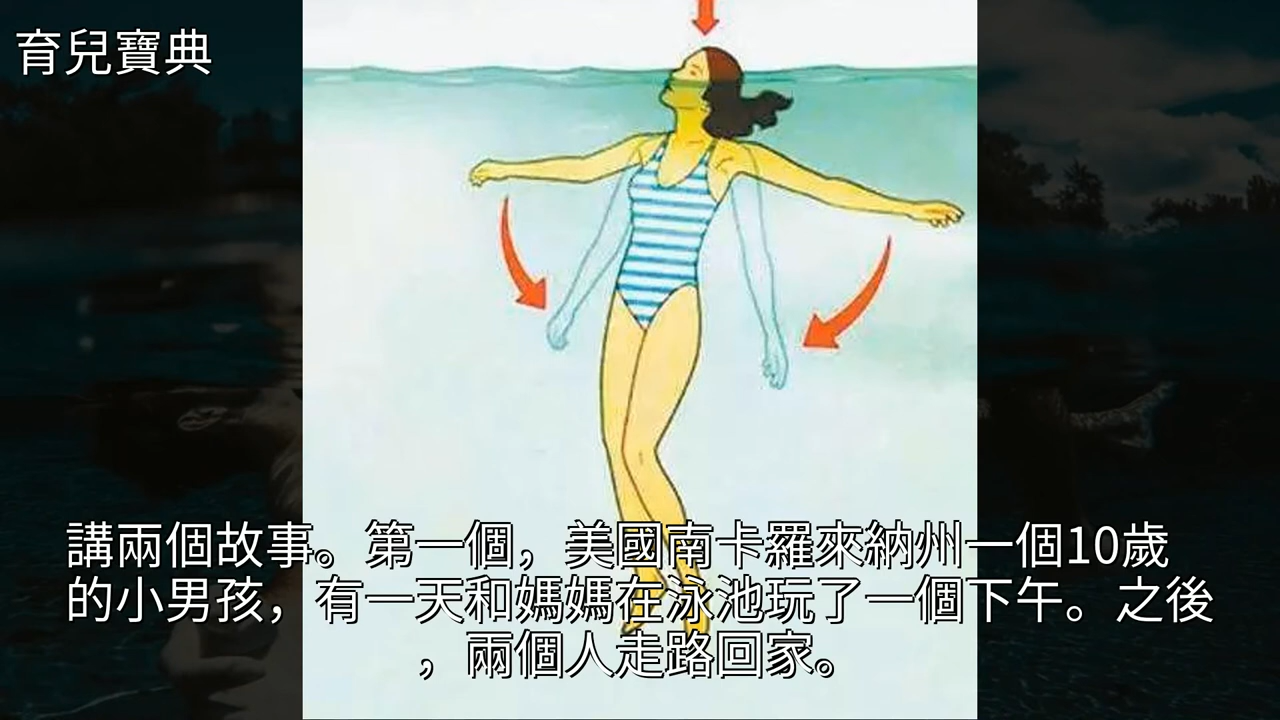 育兒寶典
講兩個故事。第一個，美國南卡羅來納州一個10歲
的小男孩，有一天和媽媽在泳池玩了一個下午。之後
，兩個人走路回家。